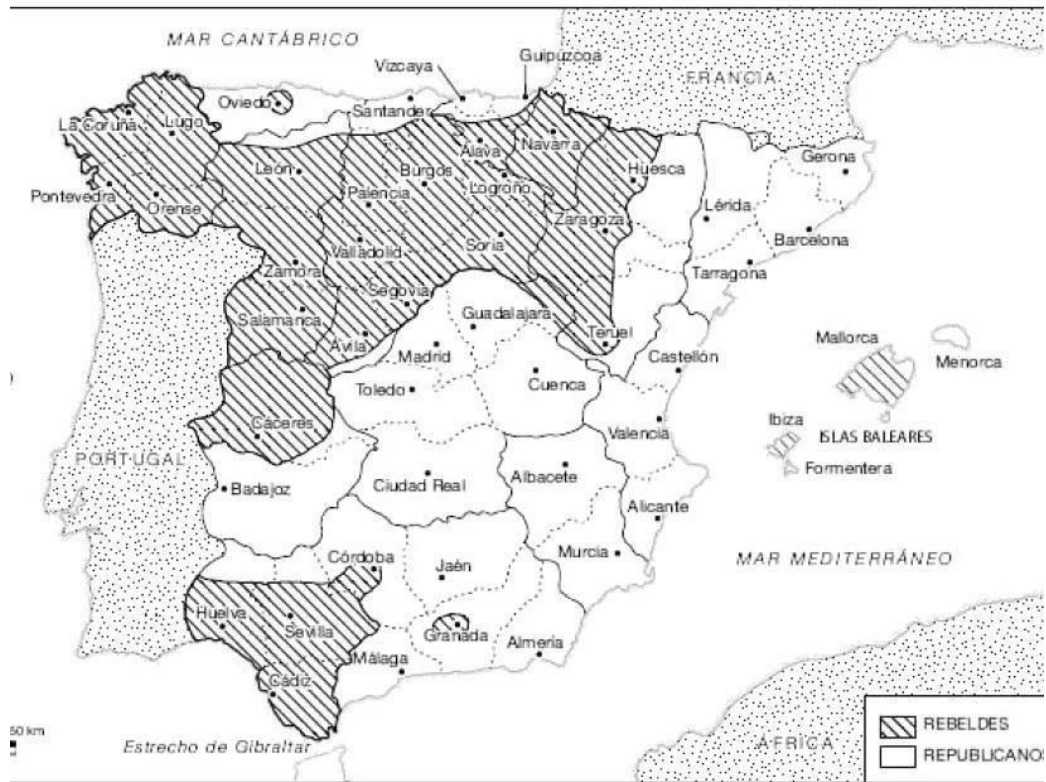 MAR CANTÁBRICO
Vizcaya
Guipúzcoa
FRANCIA
Oviedo
Santander
La Coruña
Lugo
Navarra
Alava
Gerona
León
Burgos
Huesca
Palencia
Logroño
Pontevedra
Orense
Lérida
Zaragoza
Barcelona
Valladolid
Soria
Tarragona
Zamora
Segovia
Salamanca
Guadalajara
Teruel
Mallorca
Avila
Madrid
Castellón
Menorca
Toledo
Cuenca
Cáceres
Ibiza
Valencia
ISLAS BALEARES
PORTUGAL
Formentera
Badajoz
Ciudad Real
Albacete
Alicante
Córdoba
Murcia
MAR MEDITERRÁNEO
Jaén
Huelva
Sevilla
Granada
Almería
Málaga
Cádiz
50 km
REBELDES
Estrecho de Gibraltar
ÁFRICA
REPUBLICANOS